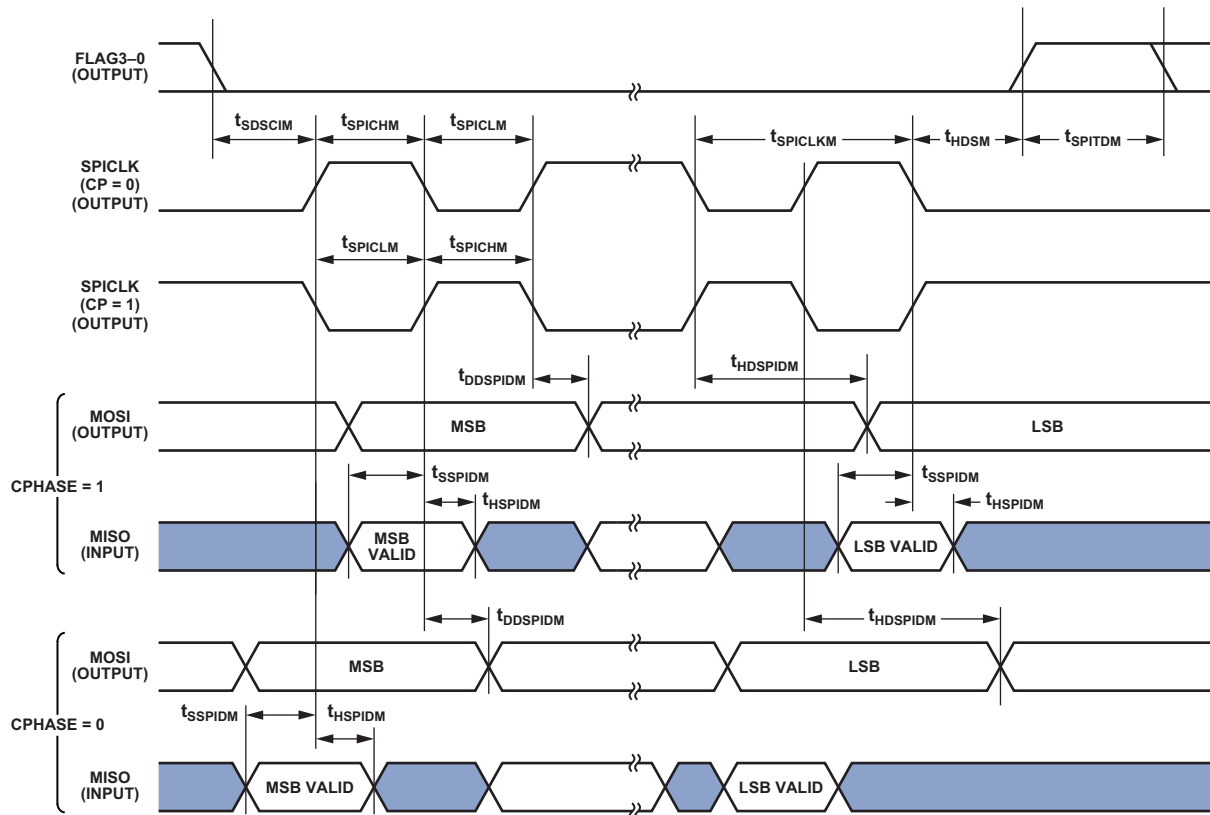 FLAG3–0
(OUTPUT)
tSDSCIM tSPICHM tSPICLM tSPICLKM tHDSM tSPITDM
SPICLK
(CP = 0)
(OUTPUT)
tSPICLM tSPICHM
SPICLK
(CP = 1)
(OUTPUT)
tDDSPIDM tHDSPIDM
CPHASE = 1
MOSI
(OUTPUT)
MSB LSB
tSSPIDM tSSPIDM
tHSPIDM tHSPIDM
MISO
(INPUT)
MSB
VALID
LSB VALID
tDDSPIDM tHDSPIDM
CPHASE = 0
MOSI
(OUTPUT)
MSB LSB
tSSPIDM tHSPIDM
MISO
(INPUT)
MSB VALID LSB VALID